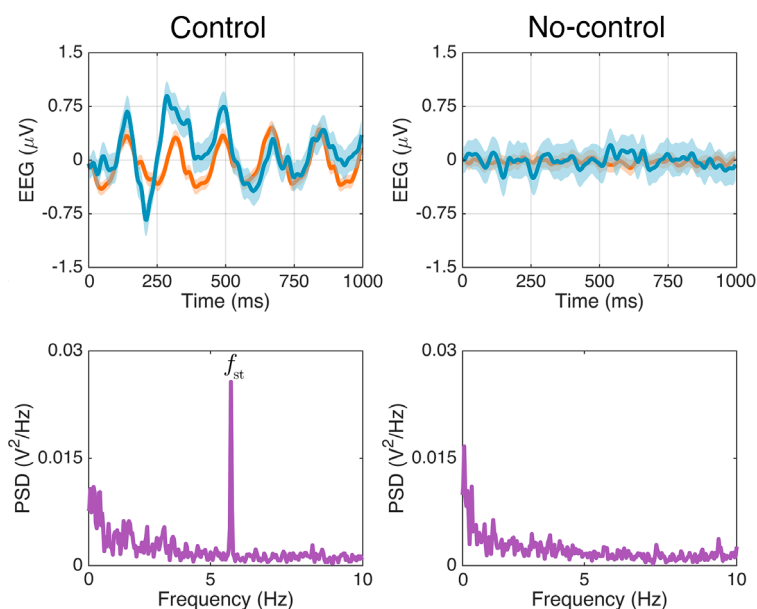 Control
No-control
1.5
0.75
0
-0.75
-1.5
EEG (μV)
0
250
500
750
1000
Time (ms)
1.5
0.75
0
-0.75
-1.5
EEG (μV)
0
250
500
750
1000
Time (ms)
0.03
0.015
0
PSD (V²/Hz)
f_st
0
5
10
Frequency (Hz)
0.03
0.015
0
PSD (V²/Hz)
0
5
10
Frequency (Hz)